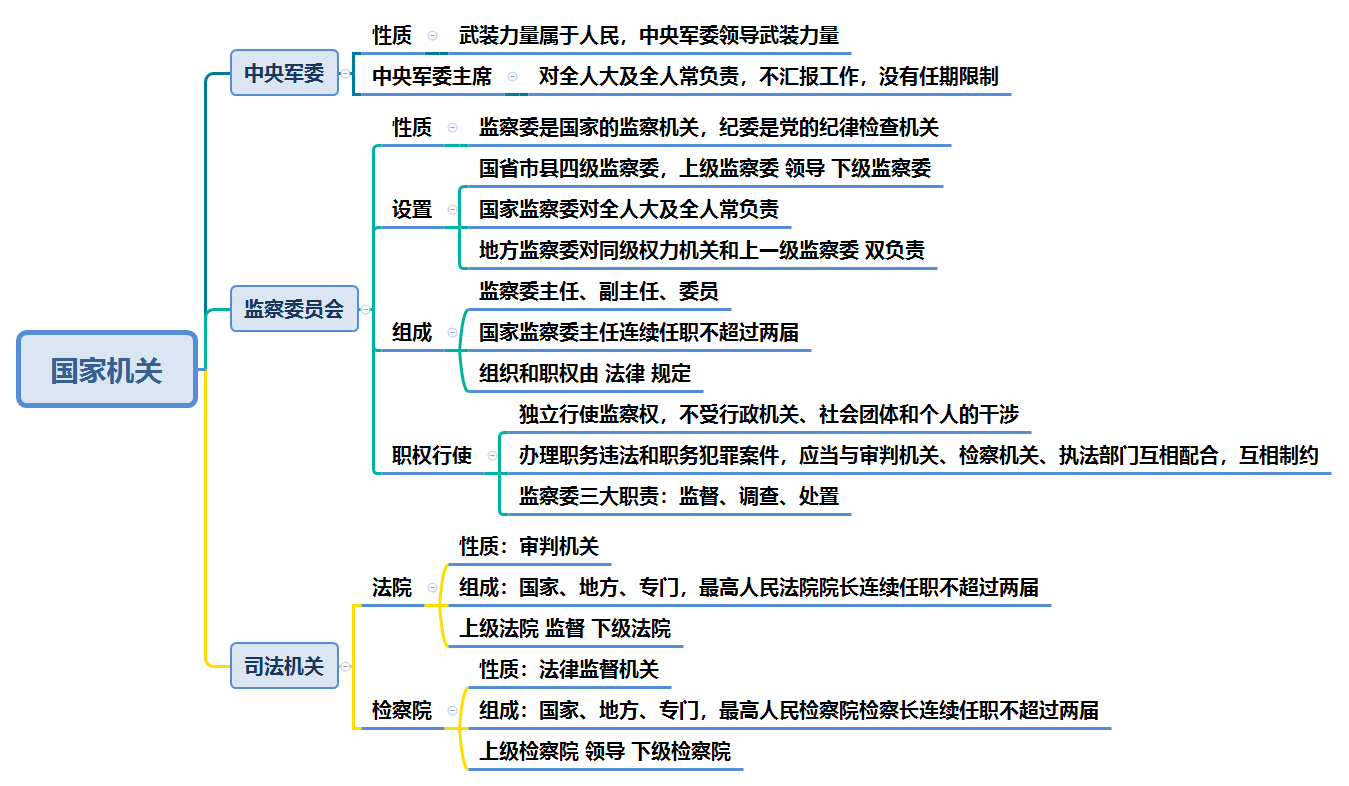 国家机关
中央军委
性质
武装力量属于人民，中央军委领导武装力量
中央军委主席
对全人大及全人常负责，不汇报工作，没有任期限制
监察委员会
性质
监察委是国家的监察机关，纪委是党的纪律检查机关
设置
国省市县四级监察委，上级监察委 领导 下级监察委
国家监察委对全人大及全人常负责
地方监察委对同级权力机关和上一级监察委 双负责
组成
监察委主任、副主任、委员
国家监察委主任连续任职不超过两届
组织和职权由 法律 规定
职权行使
独立行使监察权，不受行政机关、社会团体和个人的干涉
办理职务违法和职务犯罪案件，应当与审判机关、检察机关、执法部门互相配合，互相制约
监察委三大职责：监督、调查、处置
司法机关
法院
性质：审判机关
组成：国家、地方、专门，最高人民法院院长连续任职不超过两届
上级法院 监督 下级法院
检察院
性质：法律监督机关
组成：国家、地方、专门，最高人民检察院检察长连续任职不超过两届
上级检察院 领导 下级检察院